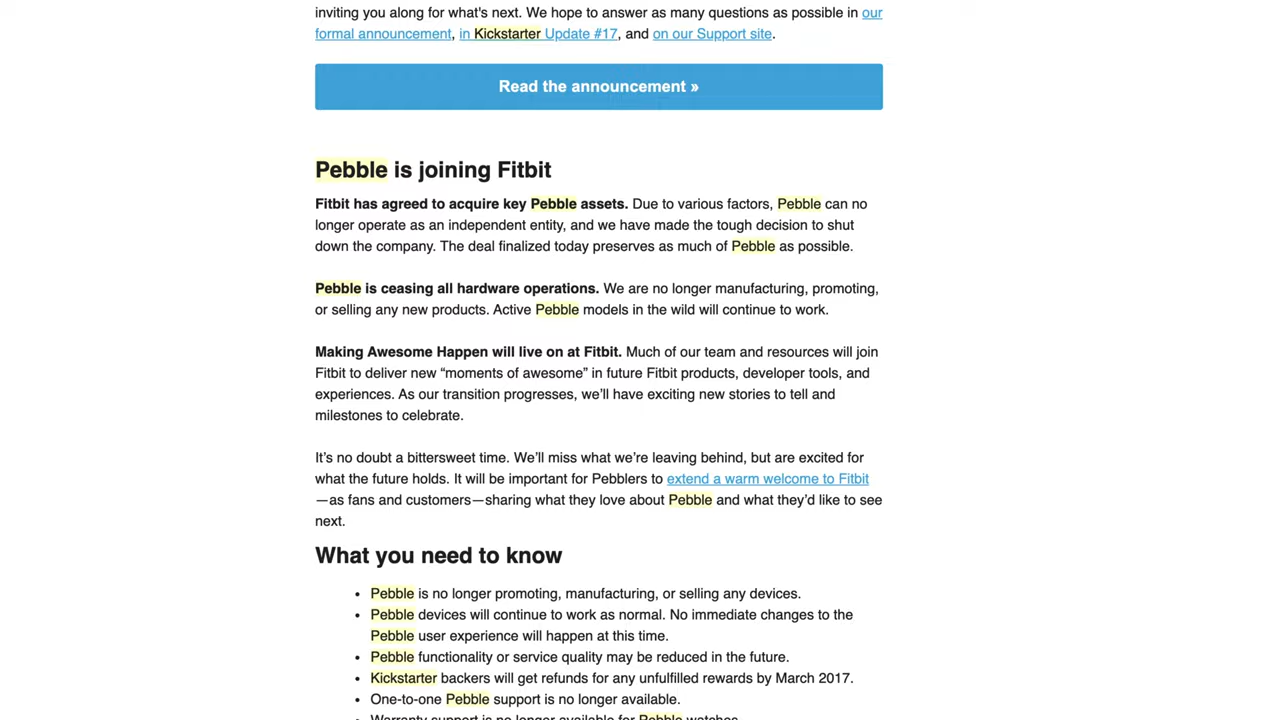 inviting you along for what's next. We hope to answer as many questions as possible in our
formal announcement, in Kickstarter Update #17, and on our Support site.
Read the announcement »
Pebble is joining Fitbit
Fitbit has agreed to acquire key Pebble assets. Due to various factors, Pebble can no
longer operate as an independent entity, and we have made the tough decision to shut
down the company. The deal finalized today preserves as much of Pebble as possible.
Pebble is ceasing all hardware operations. We are no longer manufacturing, promoting,
or selling any new products. Active Pebble models in the wild will continue to work.
Making Awesome Happen will live on at Fitbit. Much of our team and resources will join
Fitbit to deliver new “moments of awesome” in future Fitbit products, developer tools, and
experiences. As our transition progresses, we’ll have exciting new stories to tell and
milestones to celebrate.
It’s no doubt a bittersweet time. We’ll miss what we’re leaving behind, but are excited for
what the future holds. It will be important for Pebblers to extend a warm welcome to Fitbit
—as fans and customers—sharing what they love about Pebble and what they’d like to see
next.
What you need to know
• Pebble is no longer promoting, manufacturing, or selling any devices.
• Pebble devices will continue to work as normal. No immediate changes to the
Pebble user experience will happen at this time.
• Pebble functionality or service quality may be reduced in the future.
• Kickstarter backers will get refunds for any unfulfilled rewards by March 2017.
• One-to-one Pebble support is no longer available.
• Warranty support is no longer available for Pebble watches.